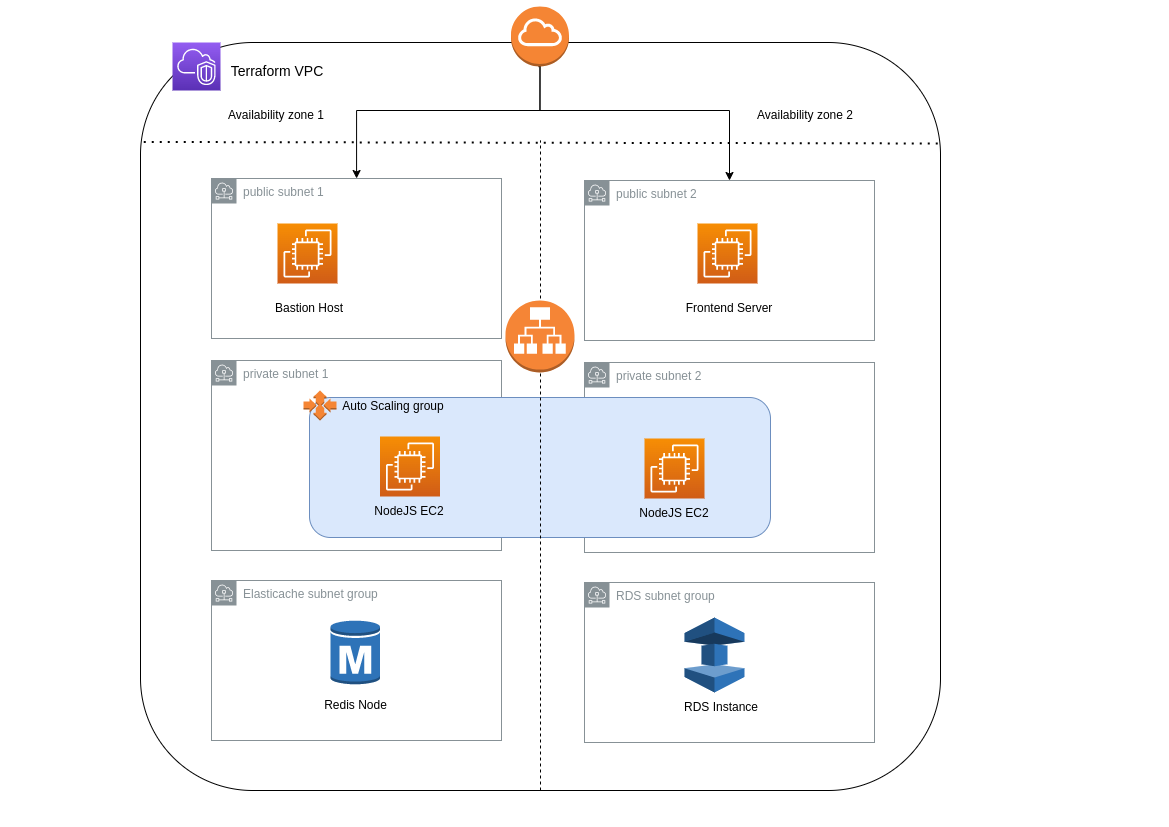 Terraform VPC
Availability zone 1
Availability zone 2
public subnet 1
public subnet 2
Bastion Host
Frontend Server
private subnet 1
private subnet 2
Auto Scaling group
NodeJS EC2
NodeJS EC2
Elasticache subnet group
RDS subnet group
M
Redis Node
RDS Instance